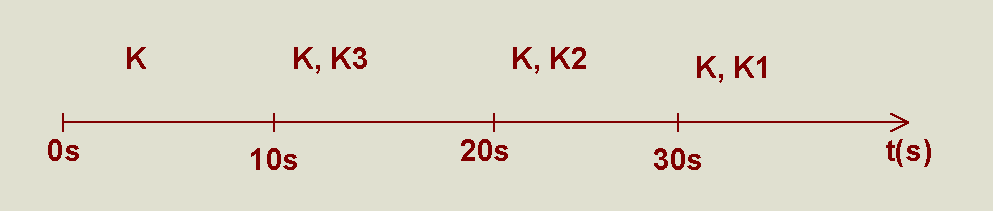 K K, K3 K, K2 K, K1
0s 10s 20s 30s t(s)